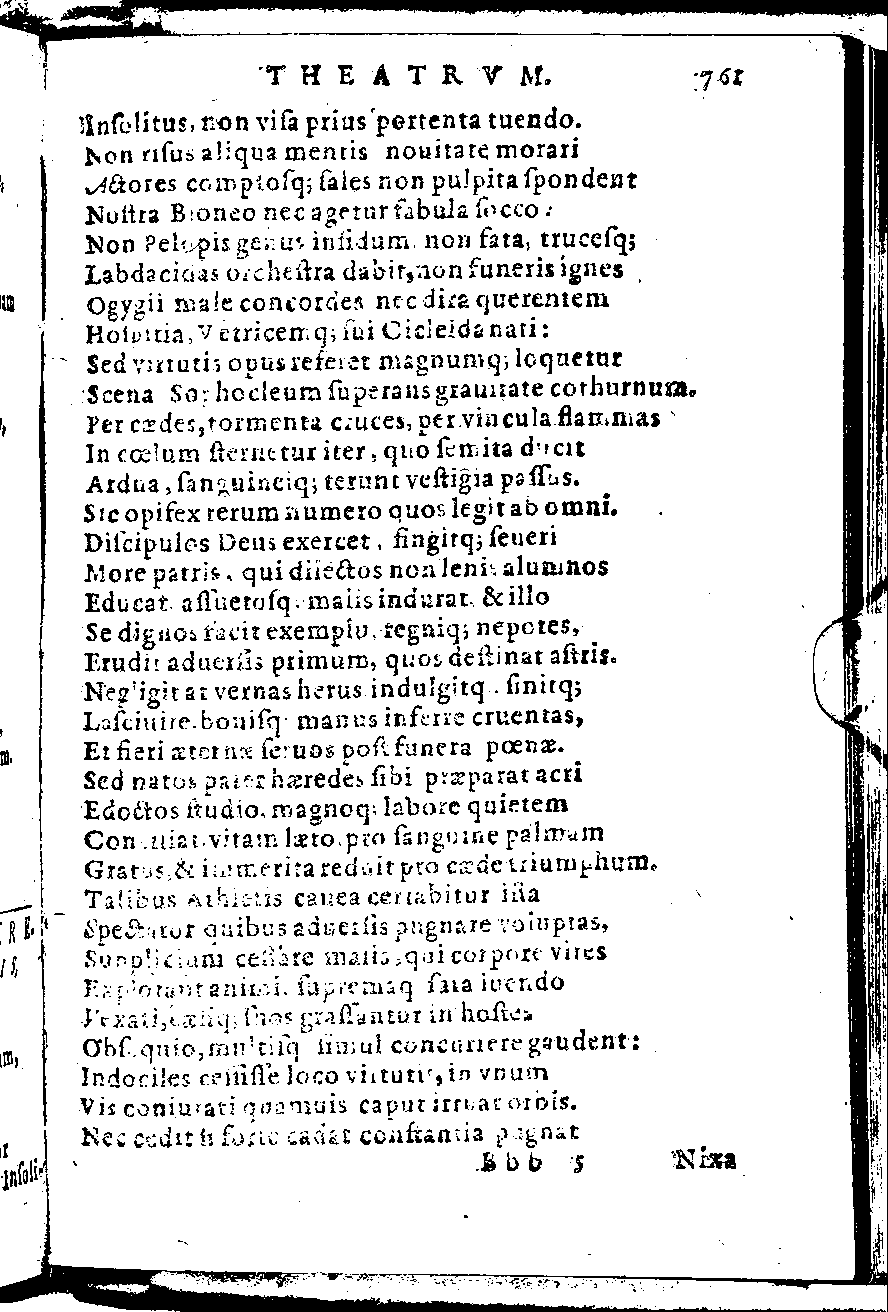 THEATRVM. 761
Inſolitus, non viſa prius portenta tuendo.
Non riſus aliqua mentis nouitate morari
Actores comptoſq; ſales non pulpita ſpondent
Noſtra Bioneo nec agetur fabula ſocco:
Non Pelopis genus infidum, non fata, truceſq;
Labdacidas orcheſtra dabit, non funeris ignes
Ogygii male concordes nec dira querentem
Hoſpitia, Vltricemq; ſui nati:
Sed virtutis opus referet magnumq; loquetur
Scena Sophocleum ſuperans grauitate cothurnum.
Per cædes, tormenta cruces, per vincula flammas
In cœlum ſternetur iter, quo ſemita ducit
Ardua, ſanguineiq; terunt veſtigia paſſus.
Sic opifex rerum numero quos legit ab omni.
Diſcipulos Deus exercet, fingitq; ſeueri
More patris, qui dilectos non lenis alumnos
Educat, aſſuetoſq. malis indurat, & illo
Se dignos facit exemplo, regniq; nepotes,
Erudit aduerſis primum, quos deſtinat aſtris.
Negligit at vernas herus indulgitq. ſinitq;
Laſciuire, boniſq. manus inferre cruentas,
Et fieri æternæ ſeruos poſt funera pœnæ.
Sed natos pater hæredes ſibi præparat acri
Edoctos ſtudio, magnoq; labore quietem
vitam læto, pro ſanguine palmam
Gratus, & immerita reddit pro cæde triumphum.
Talibus Athletis cauea certabitur iſta
Spectator quibus aduerſis pugnare voluptas,
Supplicium ceſſare malis, qui corpore vires
Explorant animi, ſupremaq fata luendo
Vexati, cæſiq; ſuos graſſantur in hoſtes
Obſequio, multiſq ſimul concurrere gaudent:
Indociles ceſſiſſe loco virtutis, in vnum
Vis coniurati quamuis caput irruat orbis.
Nec cedit ſi forte cadat conſtantia pugnat
Bbb 5 Nixa